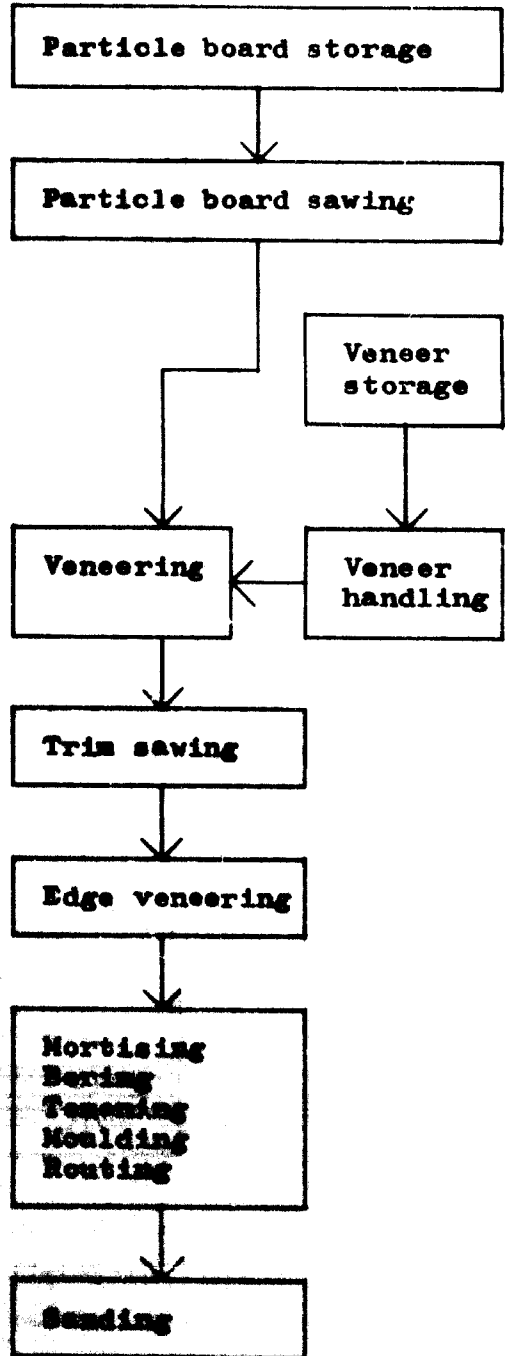 Particle board storage
Particle board sawing
Veneer
storage
Veneering
Veneer
handling
Trim sawing
Edge veneering
Mortising
Boring
Tenoning
Moulding
Routing
Sanding